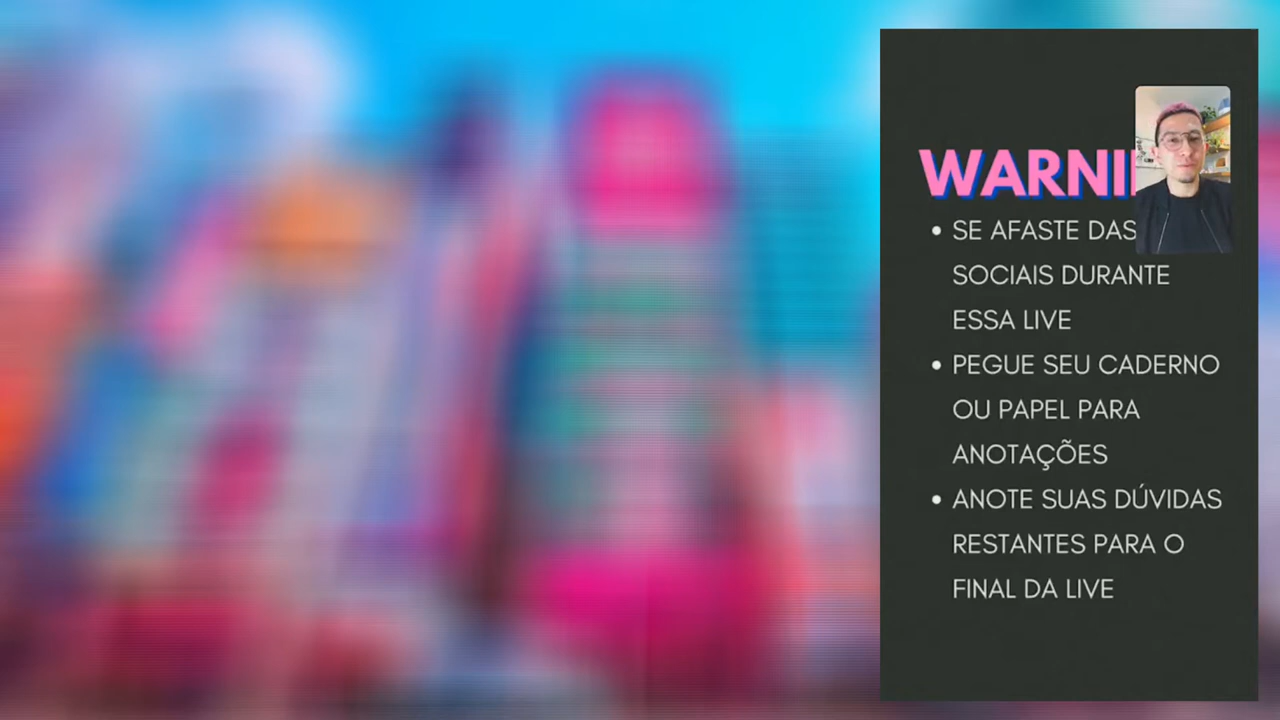 WARNI
• SE AFASTE DAS
SOCIAIS DURANTE
ESSA LIVE
• PEGUE SEU CADERNO
OU PAPEL PARA
ANOTAÇÕES
• ANOTE SUAS DÚVIDAS
RESTANTES PARA O
FINAL DA LIVE